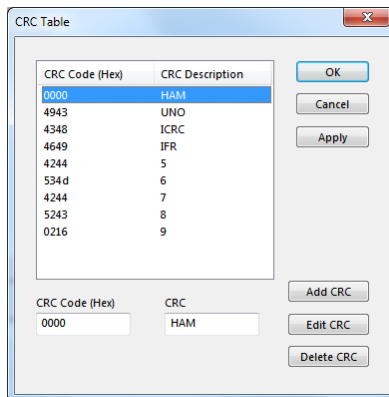 CRC Table
CRC Code (Hex) CRC Description
0000 HAM
4943 UNO
4348 ICRC
4649 IFR
4244 5
534d 6
4244 7
5243 8
0216 9
OK
Cancel
Apply
CRC Code (Hex) CRC
0000 HAM
Add CRC
Edit CRC
Delete CRC